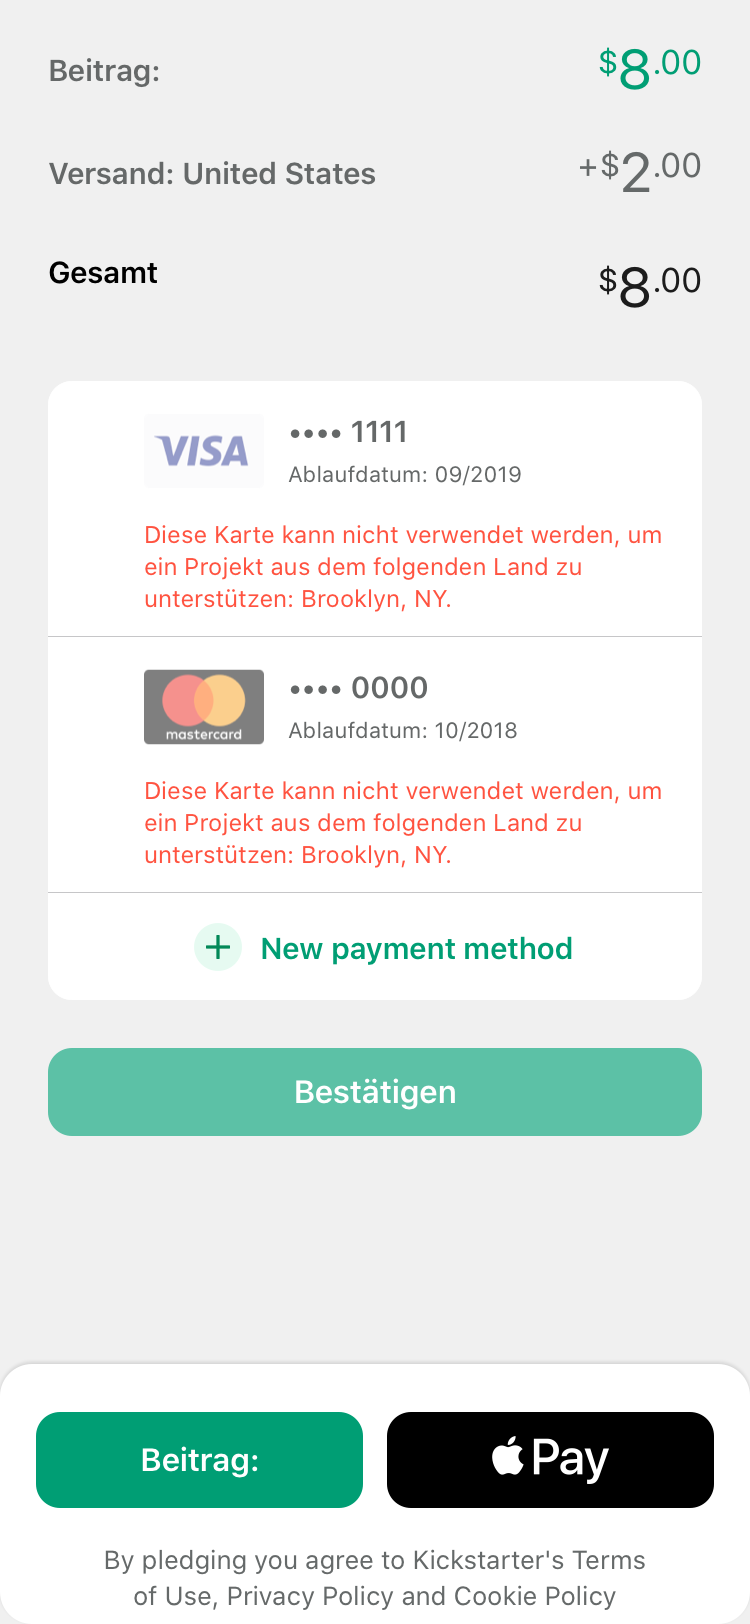 Beitrag: $8.00
Versand: United States +$2.00
Gesamt $8.00
VISA •••• 1111
Ablaufdatum: 09/2019
Diese Karte kann nicht verwendet werden, um
ein Projekt aus dem folgenden Land zu
unterstützen: Brooklyn, NY.
•••• 0000
mastercard Ablaufdatum: 10/2018
Diese Karte kann nicht verwendet werden, um
ein Projekt aus dem folgenden Land zu
unterstützen: Brooklyn, NY.
+ New payment method
Bestätigen
Beitrag: Pay
By pledging you agree to Kickstarter's Terms
of Use, Privacy Policy and Cookie Policy